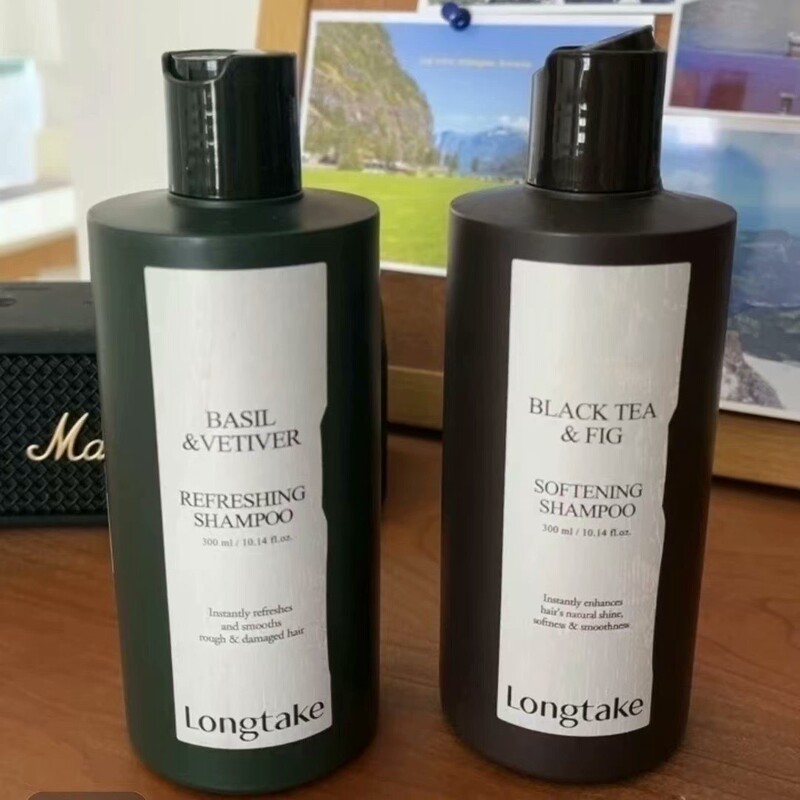 BASIL
&VETIVER
REFRESHING
SHAMPOO
300 ml / 10.14 fl.oz.
Instantly refreshes
and smooths
rough & damaged hair
Longtake
BLACK TEA
& FIG
SOFTENING
SHAMPOO
300 ml / 10.14 fl.oz.
Instantly enhances
hair's natural shine,
softness & smoothness
Longtake
Ma